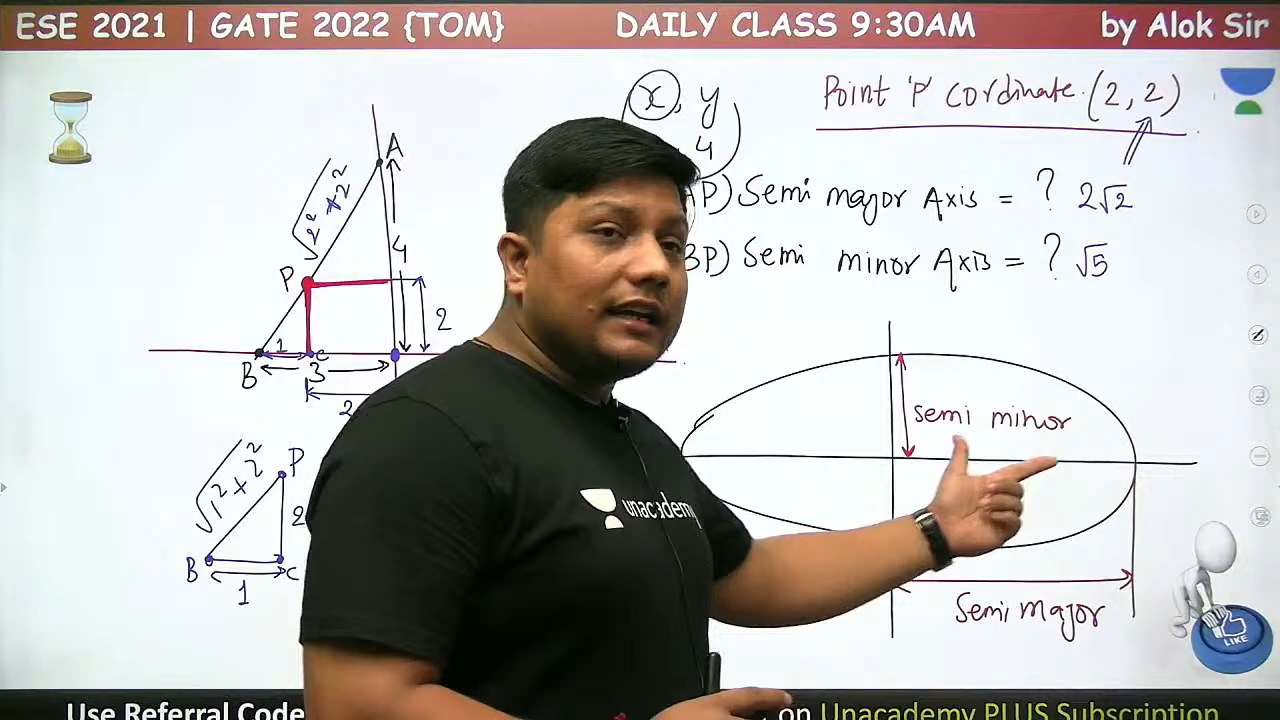 ESE 2021 | GATE 2022 {TOM} DAILY CLASS 9:30AM by Alok Sir
x, y
4
Point 'P' Cordinate. (2, 2)
P) Semi major Axis = ? 2√2
BP) Semi minor Axis = ? √5
A
√2² + 2²
4
P
2
1
c
B
3
2
semi minor
Semi Major
√1² + 2²
P
2
B
C
1
unacademy
LIKE
Use Referral Code
on Unacademy PLUS Subscription